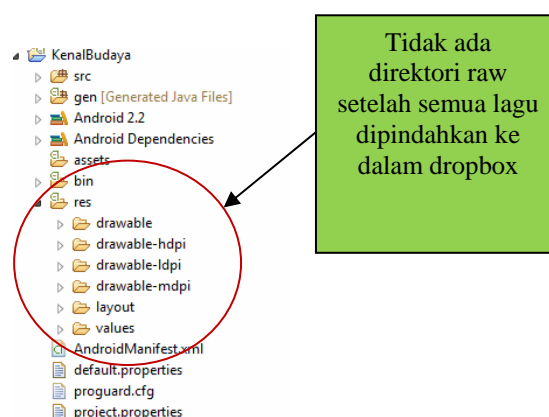 KenalBudaya
src
gen [Generated Java Files]
Android 2.2
Android Dependencies
assets
bin
res
drawable
drawable-hdpi
drawable-ldpi
drawable-mdpi
layout
values
AndroidManifest.xml
default.properties
proguard.cfg
project.properties
Tidak ada
direktori raw
setelah semua lagu
dipindahkan ke
dalam dropbox